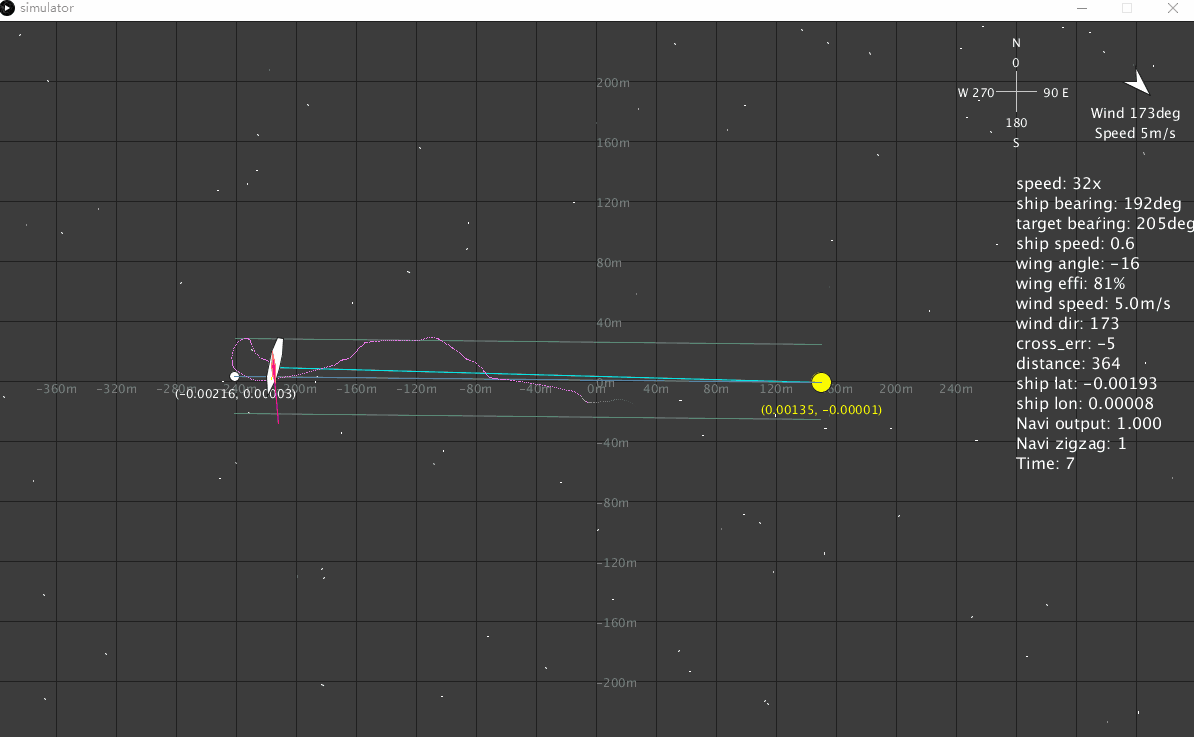 simulator
N
0
W 270
90 E
180
S
Wind 173deg
Speed 5m/s
200m
160m
120m
80m
40m
0m
-40m
-80m
-120m
-160m
-200m
-360m
-320m
-280m
-200m
-160m
-120m
-80m
-40m
40m
80m
120m
200m
240m
(-0.00216, 0.00003)
(0.00135, -0.00001)
speed: 32x
ship bearing: 192deg
target bearing: 205deg
ship speed: 0.6
wing angle: -16
wing effi: 81%
wind speed: 5.0m/s
wind dir: 173
cross_err: -5
distance: 364
ship lat: -0.00193
ship lon: 0.00008
Navi output: 1.000
Navi zigzag: 1
Time: 7